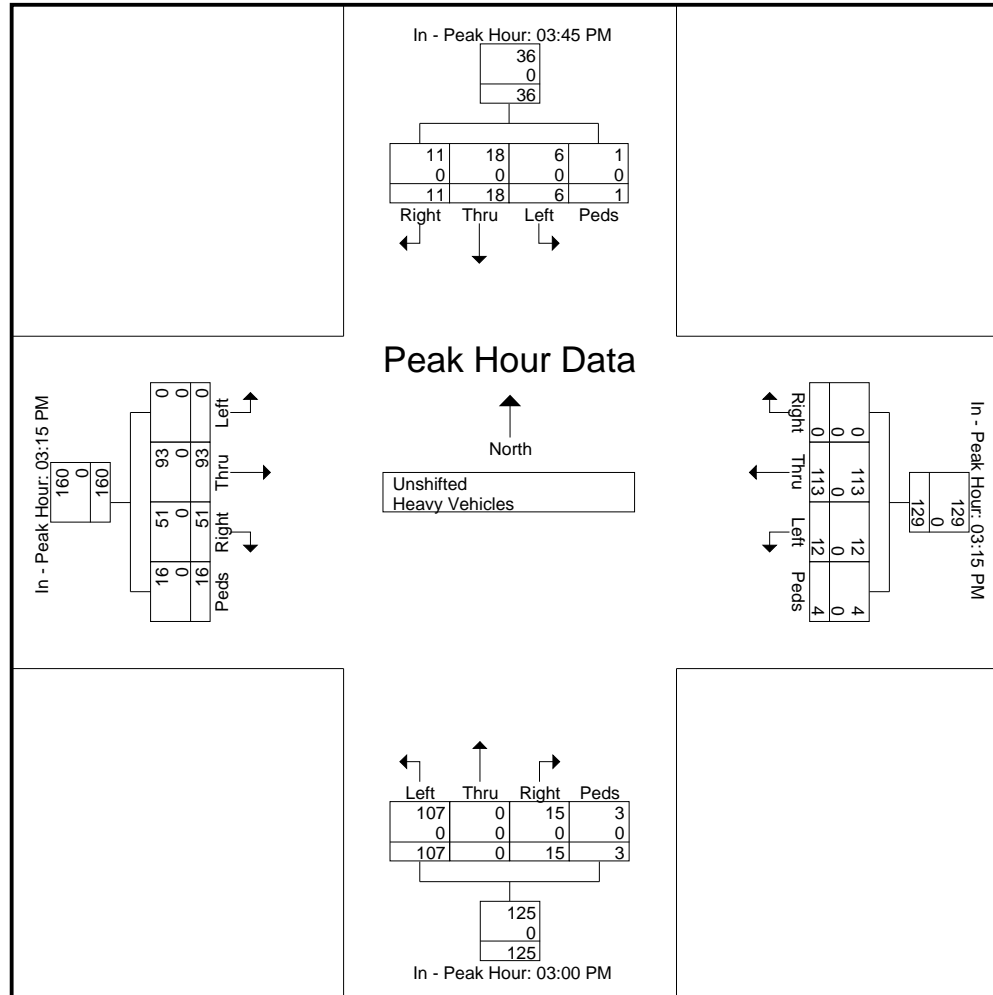 In - Peak Hour: 03:45 PM
36
0
36
11 18 6 1
0 0 0 0
11 18 6 1
Right Thru Left Peds
Peak Hour Data
North
Unshifted
Heavy Vehicles
In - Peak Hour: 03:15 PM
160
0
160
Left Thru Right Peds
0 93 51 16
0 0 0 0
0 93 51 16
In - Peak Hour: 03:15 PM
129
0
129
0 113 12 4
0 0 0 0
0 113 12 4
Right Thru Left Peds
Left Thru Right Peds
107 0 15 3
0 0 0 0
107 0 15 3
125
0
125
In - Peak Hour: 03:00 PM